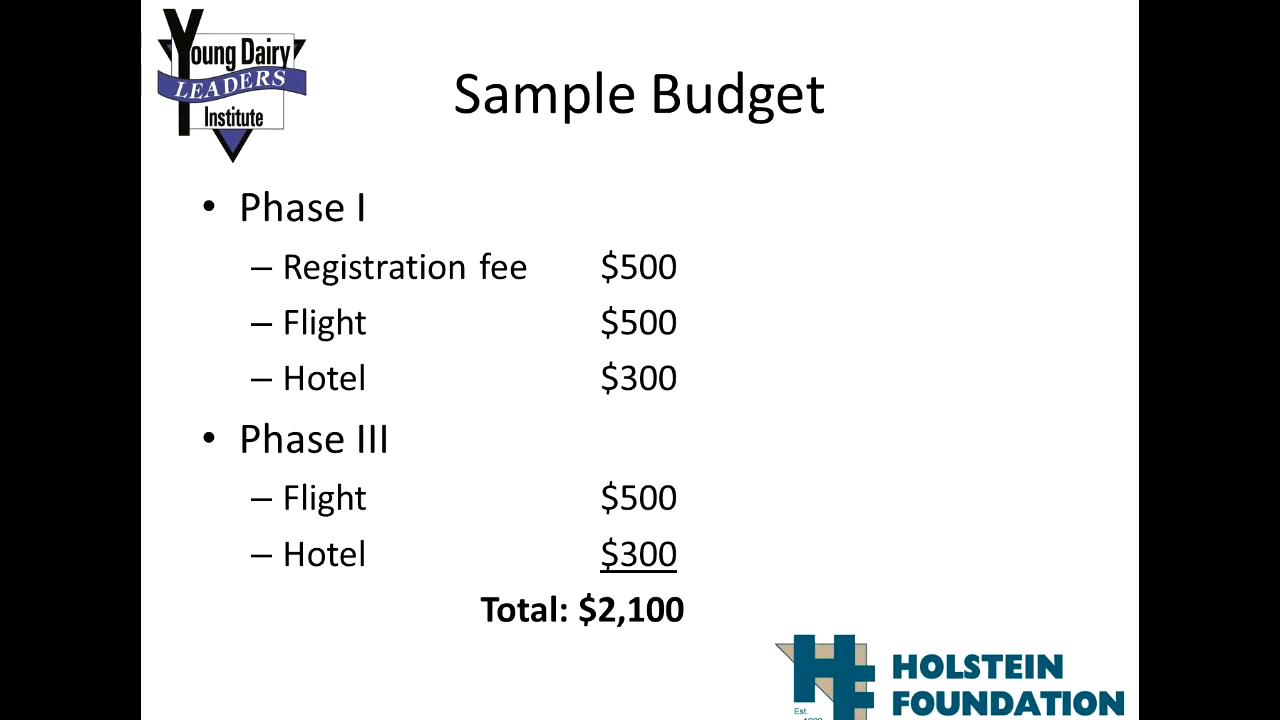 Young Dairy
LEADERS
Institute
Sample Budget
• Phase I
– Registration fee $500
– Flight $500
– Hotel $300
• Phase III
– Flight $500
– Hotel $300
Total: $2,100
HOLSTEIN
FOUNDATION
Est.